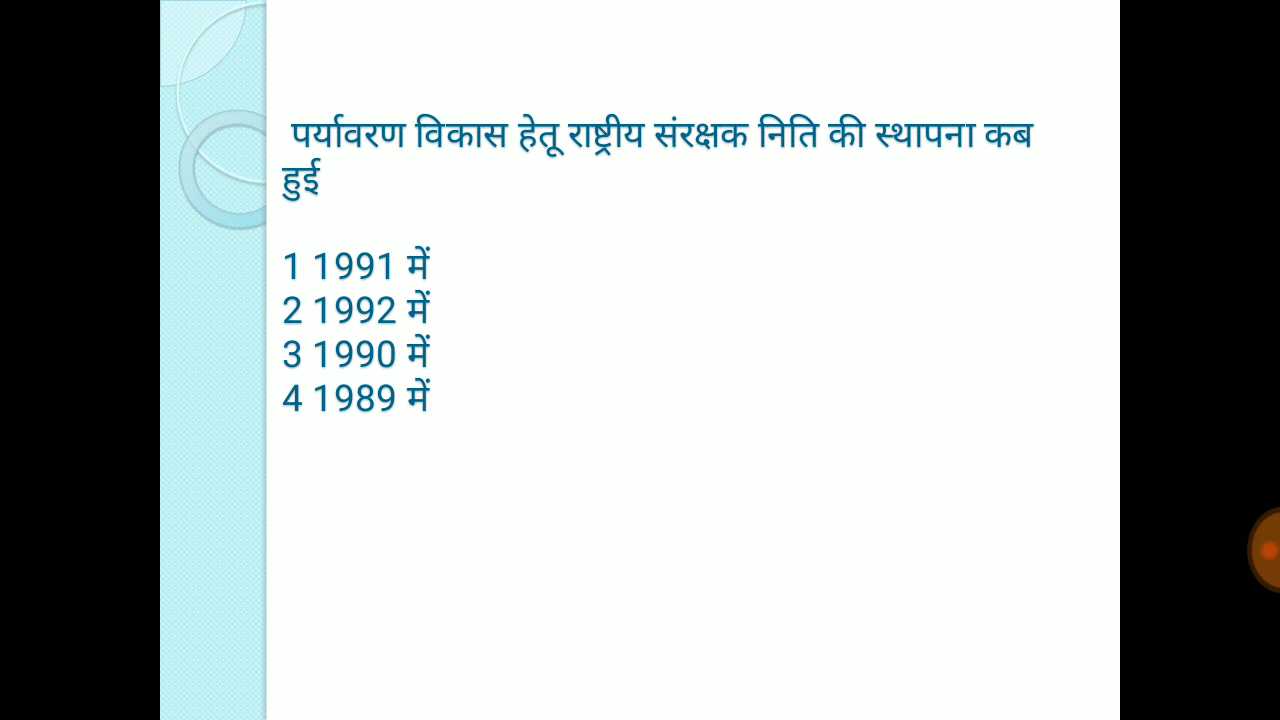 पर्यावरण विकास हेतू राष्ट्रीय संरक्षक निति की स्थापना कब
हुई
1 1991 में
2 1992 में
3 1990 में
4 1989 में